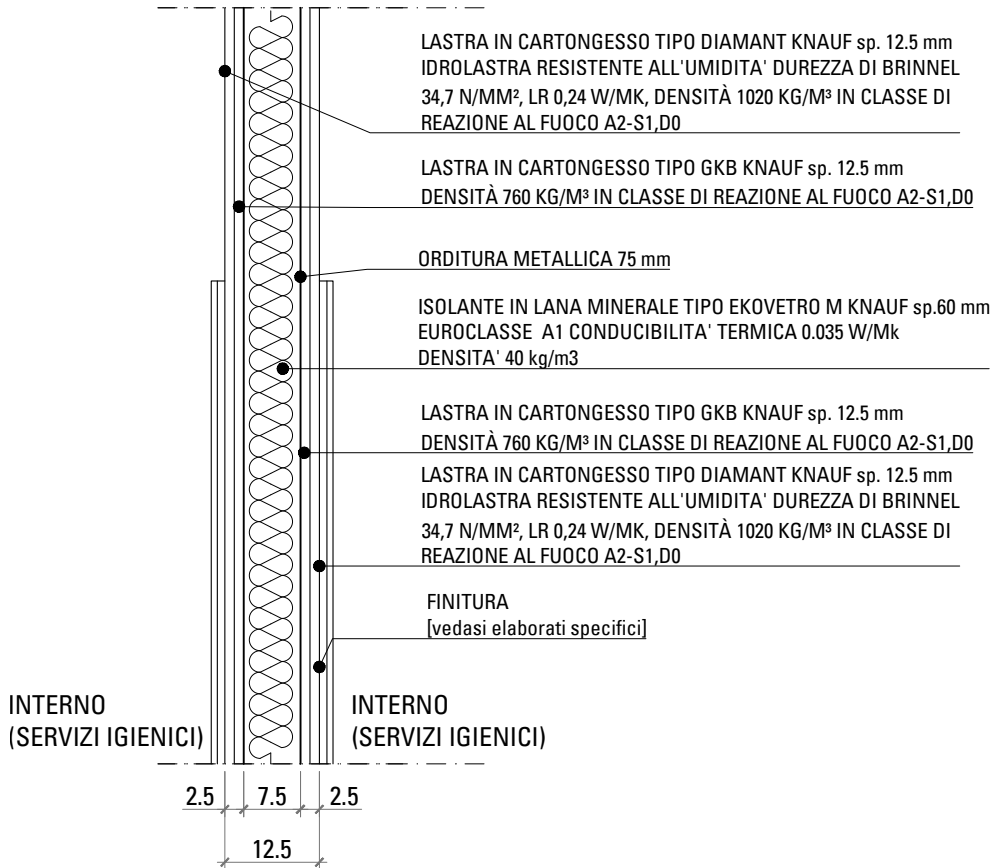 LASTRA IN CARTONGESSO TIPO DIAMANT KNAUF sp. 12.5 mm
IDROLASTRA RESISTENTE ALL'UMIDITA' DUREZZA DI BRINNEL
34,7 N/MM², LR 0,24 W/MK, DENSITÀ 1020 KG/M³ IN CLASSE DI
REAZIONE AL FUOCO A2-S1,D0
LASTRA IN CARTONGESSO TIPO GKB KNAUF sp. 12.5 mm
DENSITÀ 760 KG/M³ IN CLASSE DI REAZIONE AL FUOCO A2-S1,D0
ORDITURA METALLICA 75 mm
ISOLANTE IN LANA MINERALE TIPO EKOVETRO M KNAUF sp.60 mm
EUROCLASSE A1 CONDUCIBILITA' TERMICA 0.035 W/Mk
DENSITA' 40 kg/m3
LASTRA IN CARTONGESSO TIPO GKB KNAUF sp. 12.5 mm
DENSITÀ 760 KG/M³ IN CLASSE DI REAZIONE AL FUOCO A2-S1,D0
LASTRA IN CARTONGESSO TIPO DIAMANT KNAUF sp. 12.5 mm
IDROLASTRA RESISTENTE ALL'UMIDITA' DUREZZA DI BRINNEL
34,7 N/MM², LR 0,24 W/MK, DENSITÀ 1020 KG/M³ IN CLASSE DI
REAZIONE AL FUOCO A2-S1,D0
FINITURA
[vedasi elaborati specifici]
INTERNO
(SERVIZI IGIENICI)
INTERNO
(SERVIZI IGIENICI)
2.5 7.5 2.5
12.5